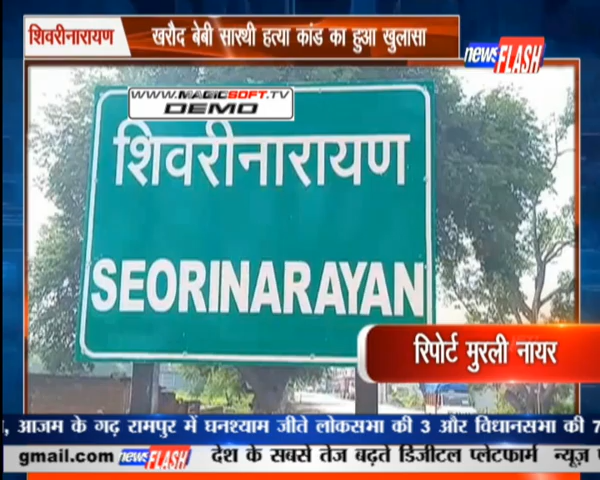 शिवरीनारायण
खरौद बेबी सारथी हत्या कांड का हुआ खुलासा
news FLASH
WWW.MAGICSOFT.TV
DEMO
शिवरीनारायण
SEORINARAYAN
रिपोर्ट मुरली नायर
आजम के गढ़ रामपुर में घनश्याम जीते लोकसभा की 3 और विधानसभा की 7
gmail.com news FLASH देश के सबसे तेज बढ़ते डिजीटल प्लेटफार्म न्यूज़